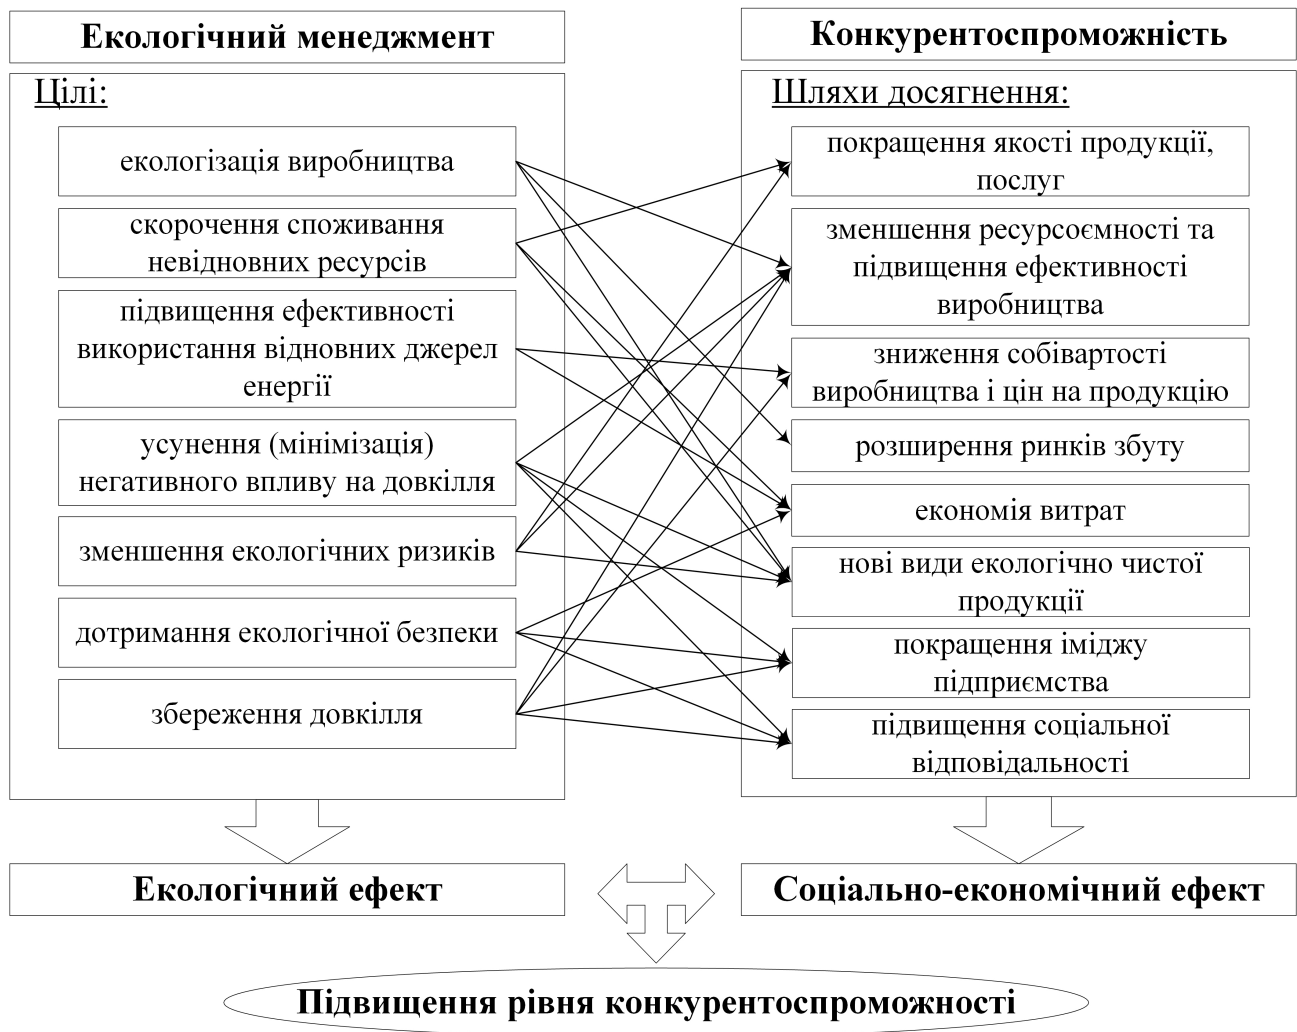 Екологічний менеджмент
Цілі:
екологізація виробництва
скорочення споживання
невідновних ресурсів
підвищення ефективності
використання відновних джерел
енергії
усунення (мінімізація)
негативного впливу на довкілля
зменшення екологічних ризиків
дотримання екологічної безпеки
збереження довкілля
Конкурентоспроможність
Шляхи досягнення:
покращення якості продукції,
послуг
зменшення ресурсоємності та
підвищення ефективності
виробництва
зниження собівартості
виробництва і цін на продукцію
розширення ринків збуту
економія витрат
нові види екологічно чистої
продукції
покращення іміджу
підприємства
підвищення соціальної
відповідальності
Екологічний ефект
Соціально-економічний ефект
Підвищення рівня конкурентоспроможності